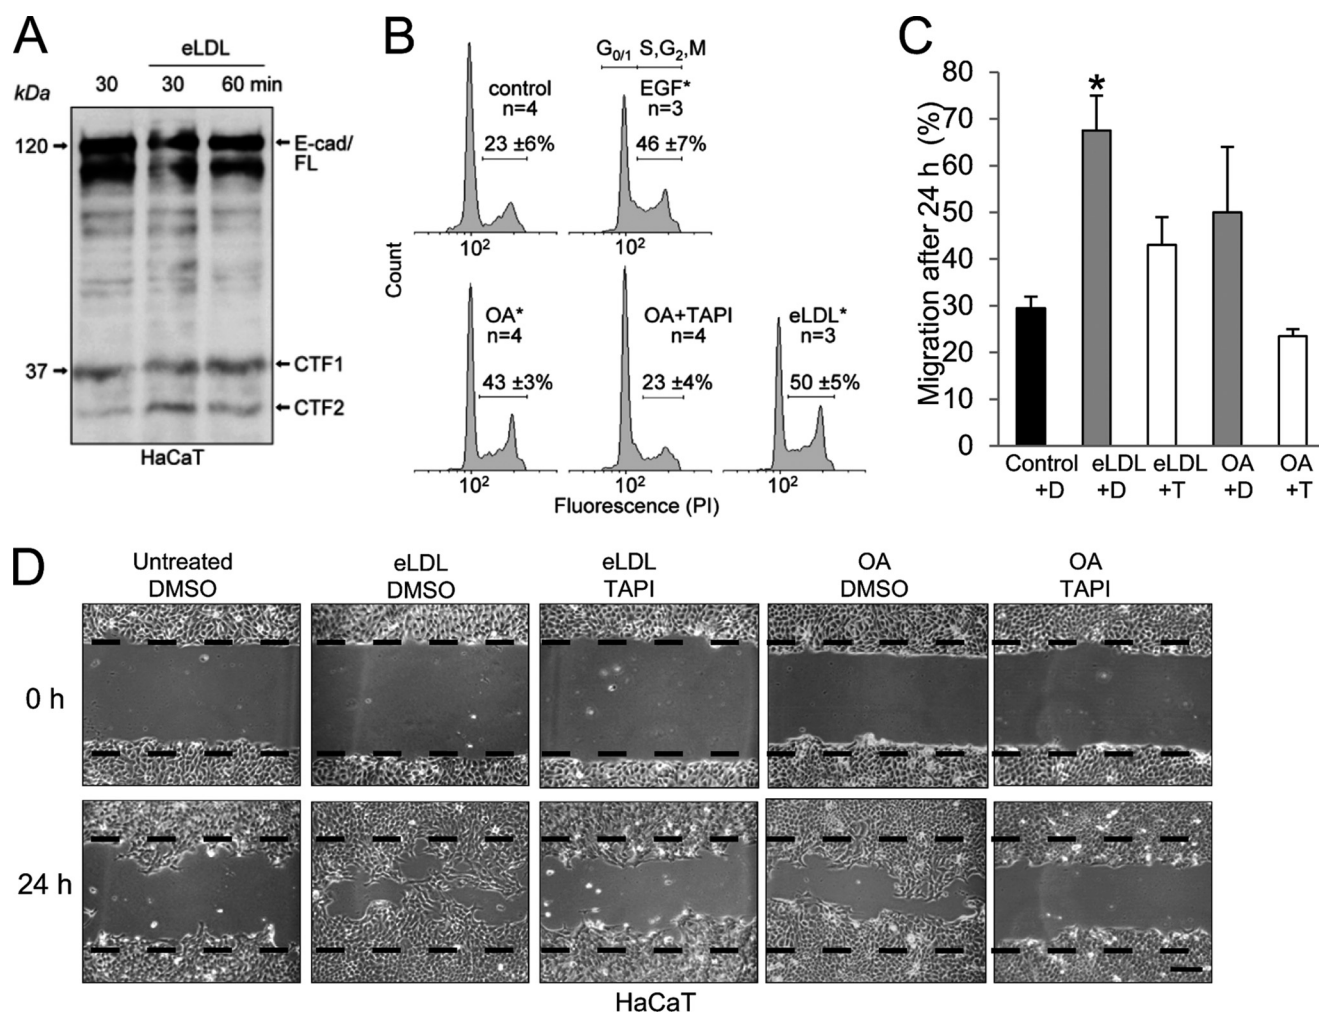 A
eLDL
kDa
30
30
60 min
120
E-cad/
FL
37
CTF1
CTF2
HaCaT
B
G0/1 S,G2,M
control
n=4
23 ±6%
EGF*
n=3
46 ±7%
10²
10²
Count
OA*
n=4
43 ±3%
OA+TAPI
n=4
23 ±4%
eLDL*
n=3
50 ±5%
10²
10²
10²
Fluorescence (PI)
C
Migration after 24 h (%)
80
70
60
50
40
30
20
10
0
*
Control
+D
eLDL
+D
eLDL
+T
OA
+D
OA
+T
D
Untreated
DMSO
eLDL
DMSO
eLDL
TAPI
OA
DMSO
OA
TAPI
0 h
24 h
HaCaT